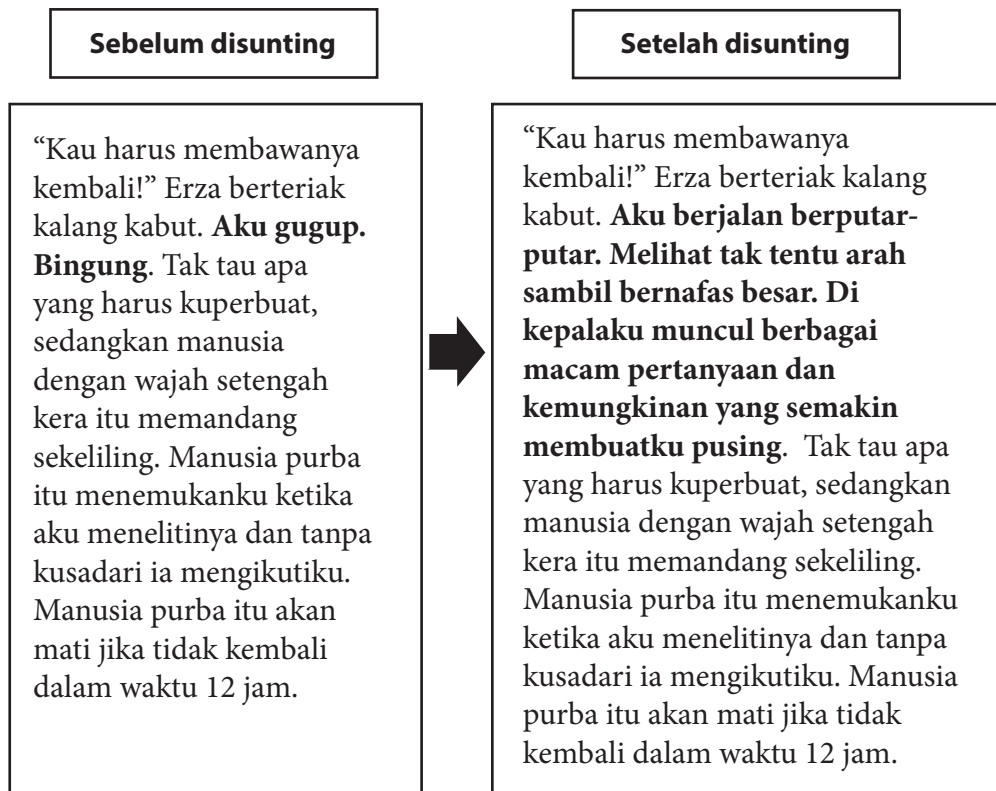 Sebelum disunting
Setelah disunting
“Kau harus membawanya
kembali!” Erza berteriak
kalang kabut. Aku gugup.
Bingung. Tak tau apa
yang harus kuperbuat,
sedangkan manusia
dengan wajah setengah
kera itu memandang
sekeliling. Manusia purba
itu menemukanku ketika
aku menelitinya dan tanpa
kusadari ia mengikutiku.
Manusia purba itu akan
mati jika tidak kembali
dalam waktu 12 jam.
“Kau harus membawanya
kembali!” Erza berteriak kalang
kabut. Aku berjalan berputar-
putar. Melihat tak tentu arah
sambil bernafas besar. Di
kepalaku muncul berbagai
macam pertanyaan dan
kemungkinan yang semakin
membuatku pusing. Tak tau apa
yang harus kuperbuat, sedangkan
manusia dengan wajah setengah
kera itu memandang sekeliling.
Manusia purba itu menemukanku
ketika aku menelitinya dan tanpa
kusadari ia mengikutiku. Manusia
purba itu akan mati jika tidak
kembali dalam waktu 12 jam.